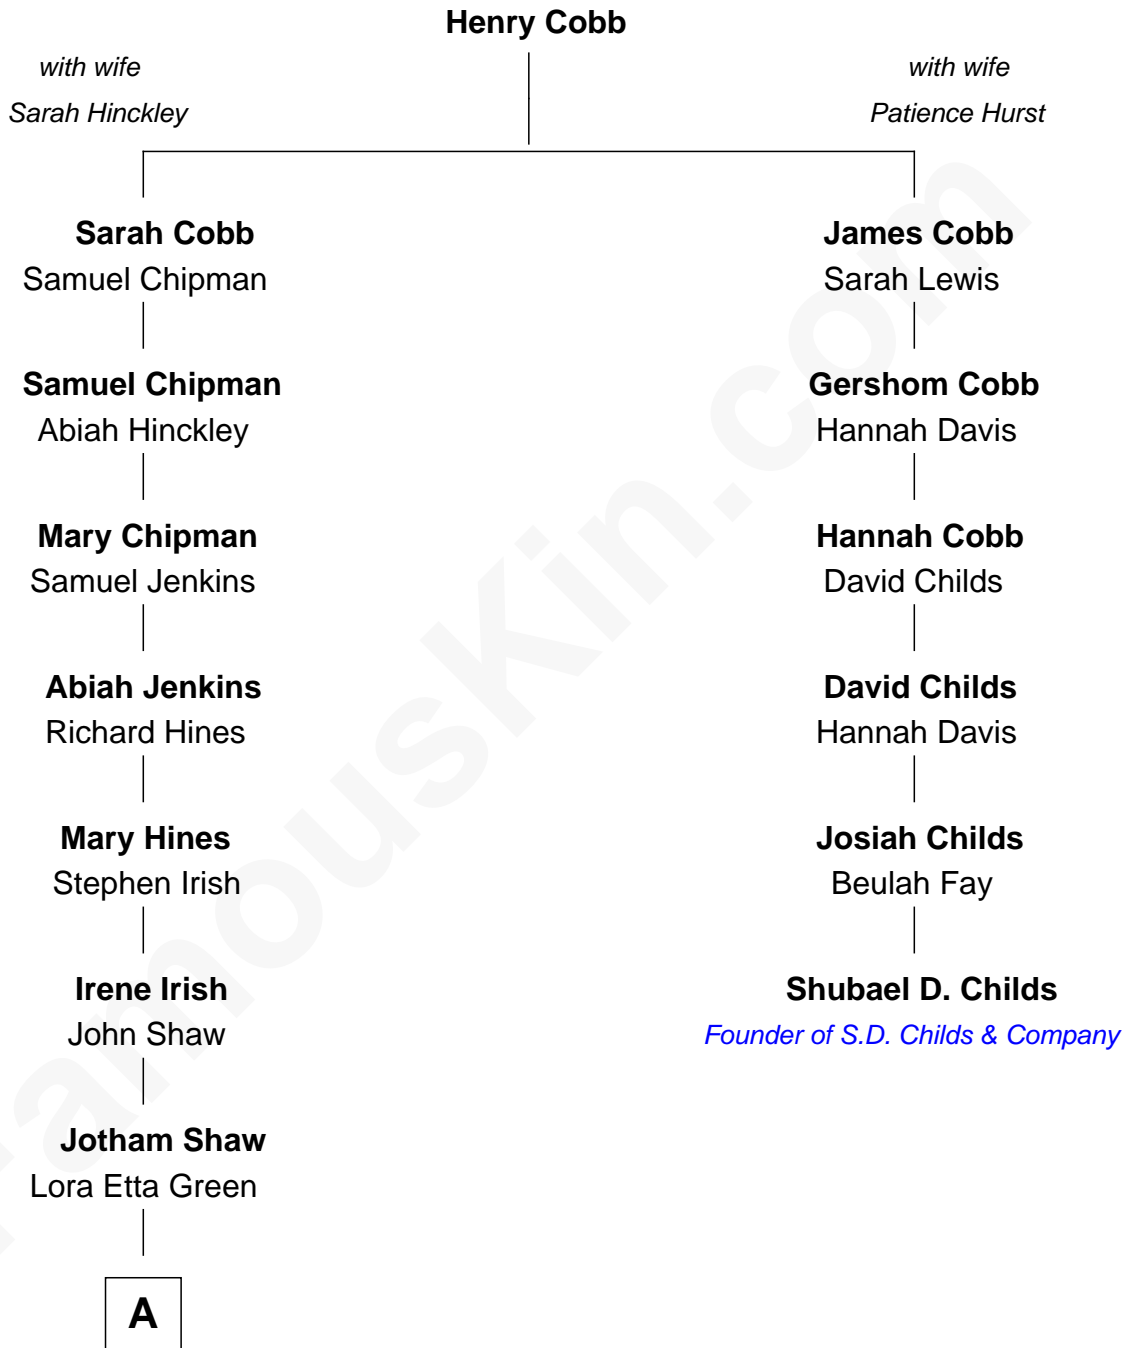 Henry Cobb
with wife
Sarah Hinckley
with wife
Patience Hurst
Sarah Cobb
Samuel Chipman
James Cobb
Sarah Lewis
Samuel Chipman
Abiah Hinckley
Gershom Cobb
Hannah Davis
Mary Chipman
Samuel Jenkins
Hannah Cobb
David Childs
Abiah Jenkins
Richard Hines
David Childs
Hannah Davis
Mary Hines
Stephen Irish
Josiah Childs
Beulah Fay
Irene Irish
John Shaw
Shubael D. Childs
Founder of S.D. Childs & Company
Jotham Shaw
Lora Etta Green
A
FamousKin.com